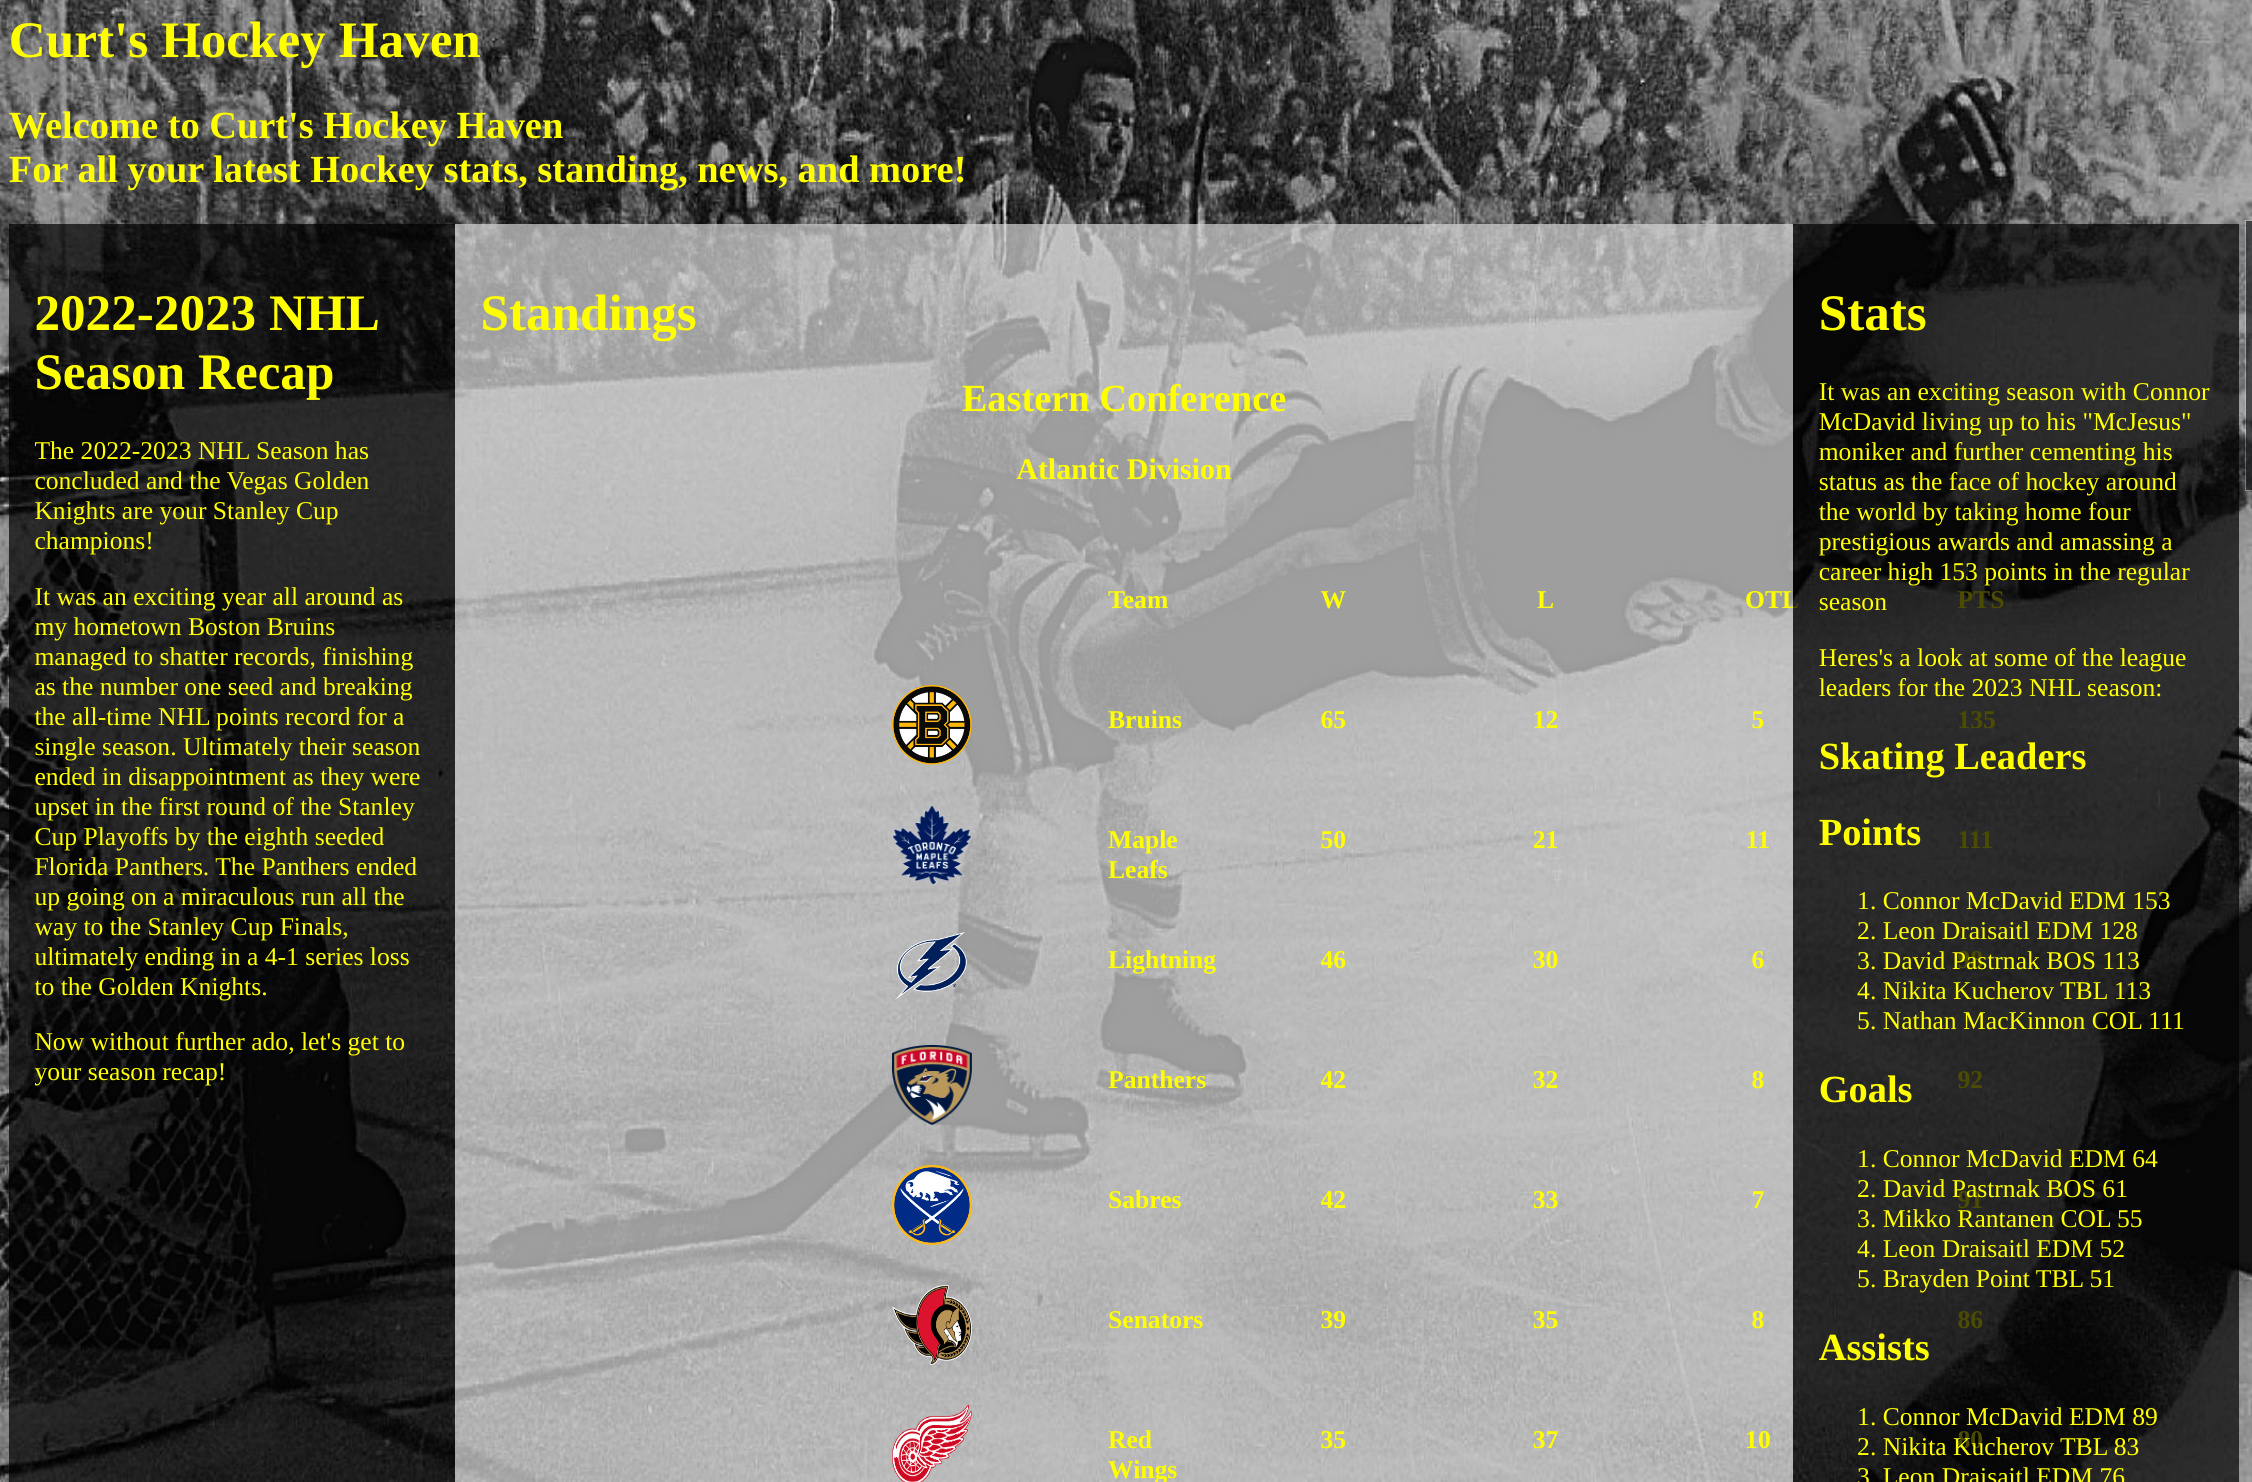 Curt's Hockey Haven
Welcome to Curt's Hockey Haven
For all your latest Hockey stats, standing, news, and more!
2022-2023 NHL
Season Recap
The 2022-2023 NHL Season has
concluded and the Vegas Golden
Knights are your Stanley Cup
champions!
It was an exciting year all around as
my hometown Boston Bruins
managed to shatter records, finishing
as the number one seed and breaking
the all-time NHL points record for a
single season. Ultimately their season
ended in disappointment as they were
upset in the first round of the Stanley
Cup Playoffs by the eighth seeded
Florida Panthers. The Panthers ended
up going on a miraculous run all the
way to the Stanley Cup Finals,
ultimately ending in a 4-1 series loss
to the Golden Knights.
Now without further ado, let's get to
your season recap!
Standings
Eastern Conference
Atlantic Division
Team W L OTL PTS
B
Bruins 65 12 5 135
TORONTO
MAPLE
LEAFS
Maple 50 21 11 111
Leafs
Lightning 46 30 6
FLORIDA
Panthers 42 32 8 92
Sabres 42 33 7 91
Senators 39 35 8 86
Red 35 37 10 80
Wings
Stats
It was an exciting season with Connor
McDavid living up to his "McJesus"
moniker and further cementing his
status as the face of hockey around
the world by taking home four
prestigious awards and amassing a
career high 153 points in the regular
season
Heres's a look at some of the league
leaders for the 2023 NHL season:
Skating Leaders
Points
1. Connor McDavid EDM 153
2. Leon Draisaitl EDM 128
3. David Pastrnak BOS 113
4. Nikita Kucherov TBL 113
5. Nathan MacKinnon COL 111
Goals
1. Connor McDavid EDM 64
2. David Pastrnak BOS 61
3. Mikko Rantanen COL 55
4. Leon Draisaitl EDM 52
5. Brayden Point TBL 51
Assists
1. Connor McDavid EDM 89
2. Nikita Kucherov TBL 83
3. Leon Draisaitl EDM 76